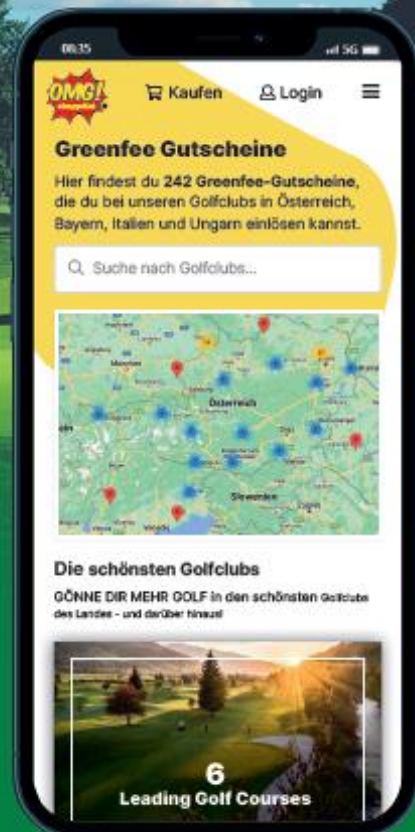 08:35
5G
OMG!
Kaufen
Login
Greenfee Gutscheine
Hier findest du 242 Greenfee-Gutscheine,
die du bei unseren Golfclubs in Österreich,
Bayern, Italien und Ungarn einlösen kannst.
Suche nach Golfclubs...
München
Österreich
Slowenien
Die schönsten Golfclubs
GÖNNE DIR MEHR GOLF in den schönsten Golfclubs
des Landes - und darüber hinaus!
6
Leading Golf Courses